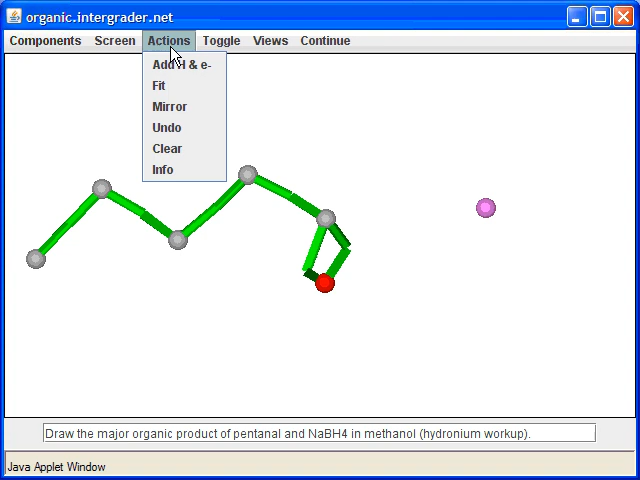 organic.intergrader.net
Components Screen Actions Toggle Views Continue
Add H & e-
Fit
Mirror
Undo
Clear
Info
Draw the major organic product of pentanal and NaBH4 in methanol (hydronium workup).
Java Applet Window